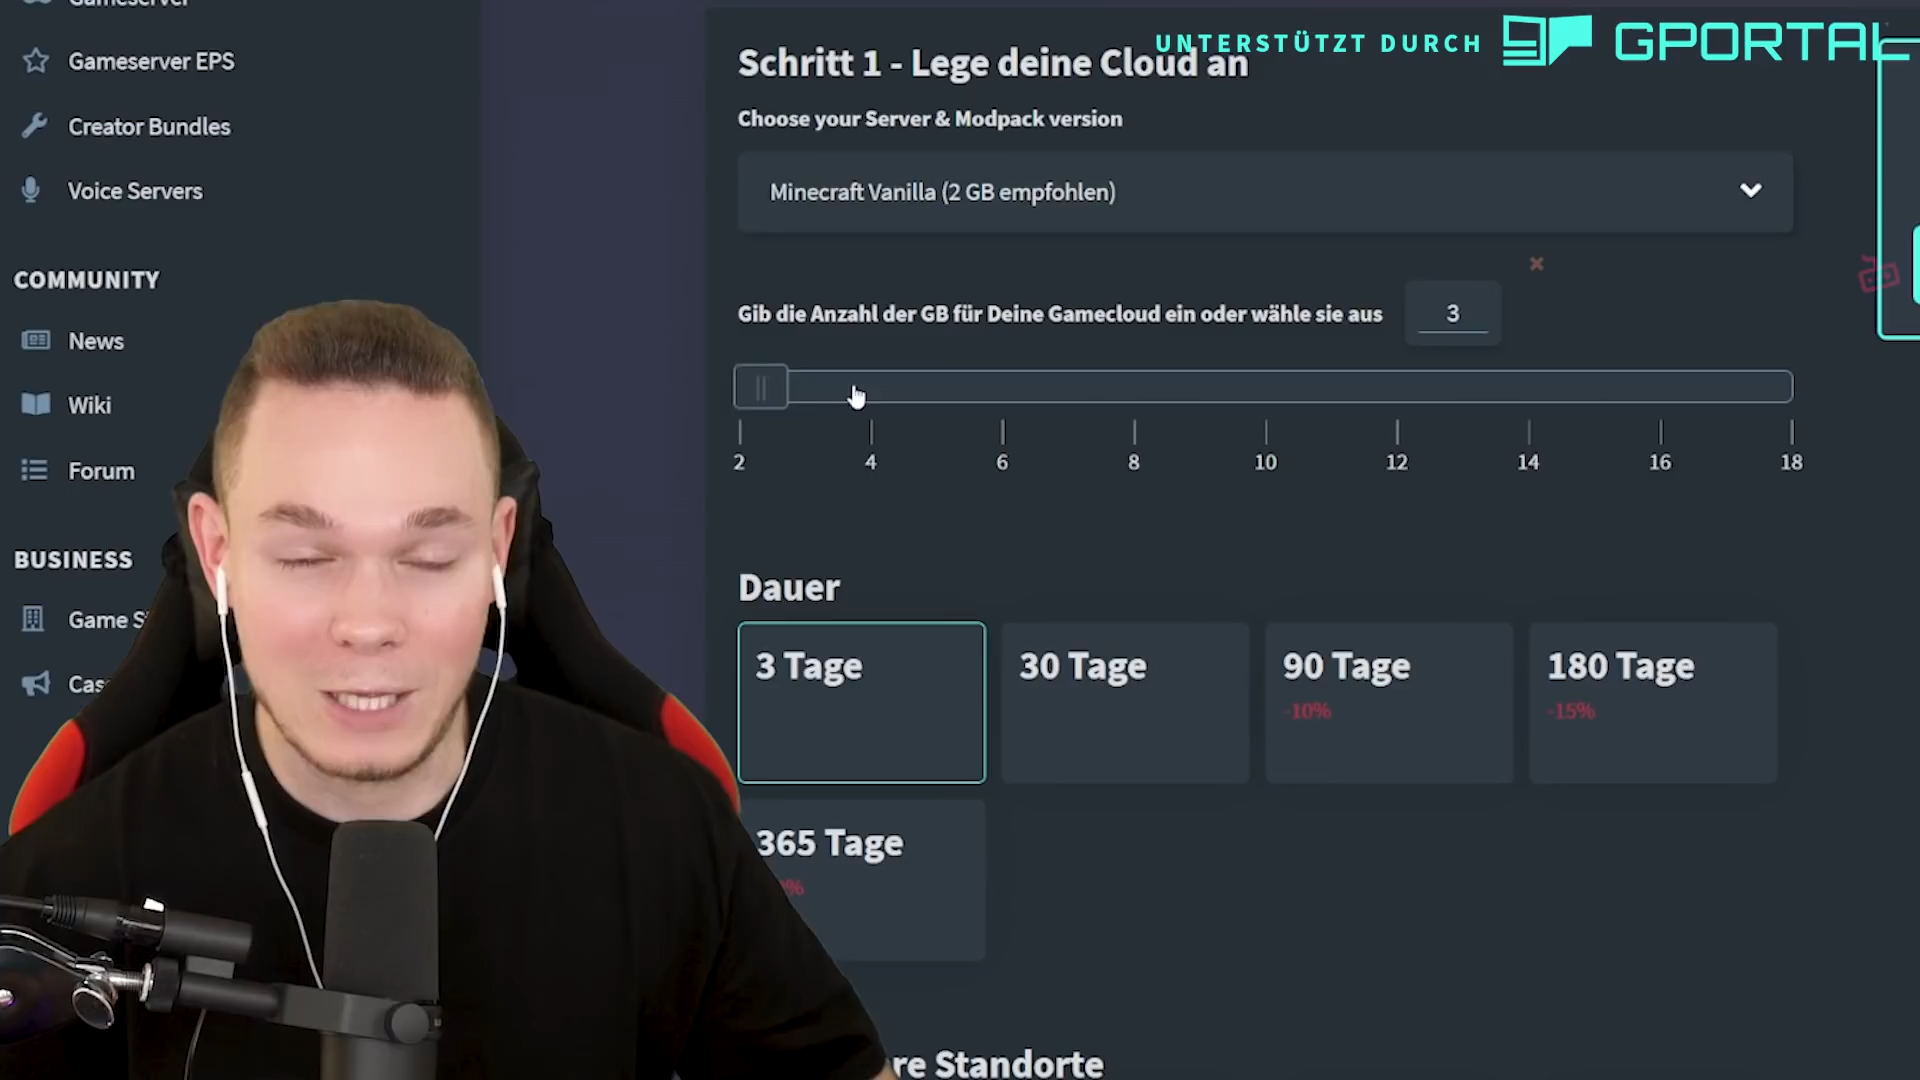 Gameserver
Gameserver EPS
Creator Bundles
Voice Servers
COMMUNITY
News
Wiki
Forum
BUSINESS
Game
UNTERSTÜTZT DURCH
GPORTAL
Schritt 1 - Lege deine Cloud an
Choose your Server & Modpack version
Minecraft Vanilla (2 GB empfohlen)
Gib die Anzahl der GB für Deine Gamecloud ein oder wähle sie aus 3
2 4 6 8 10 12 14 16 18
Dauer
3 Tage
30 Tage
90 Tage
-10%
180 Tage
-15%
365 Tage
Standorte